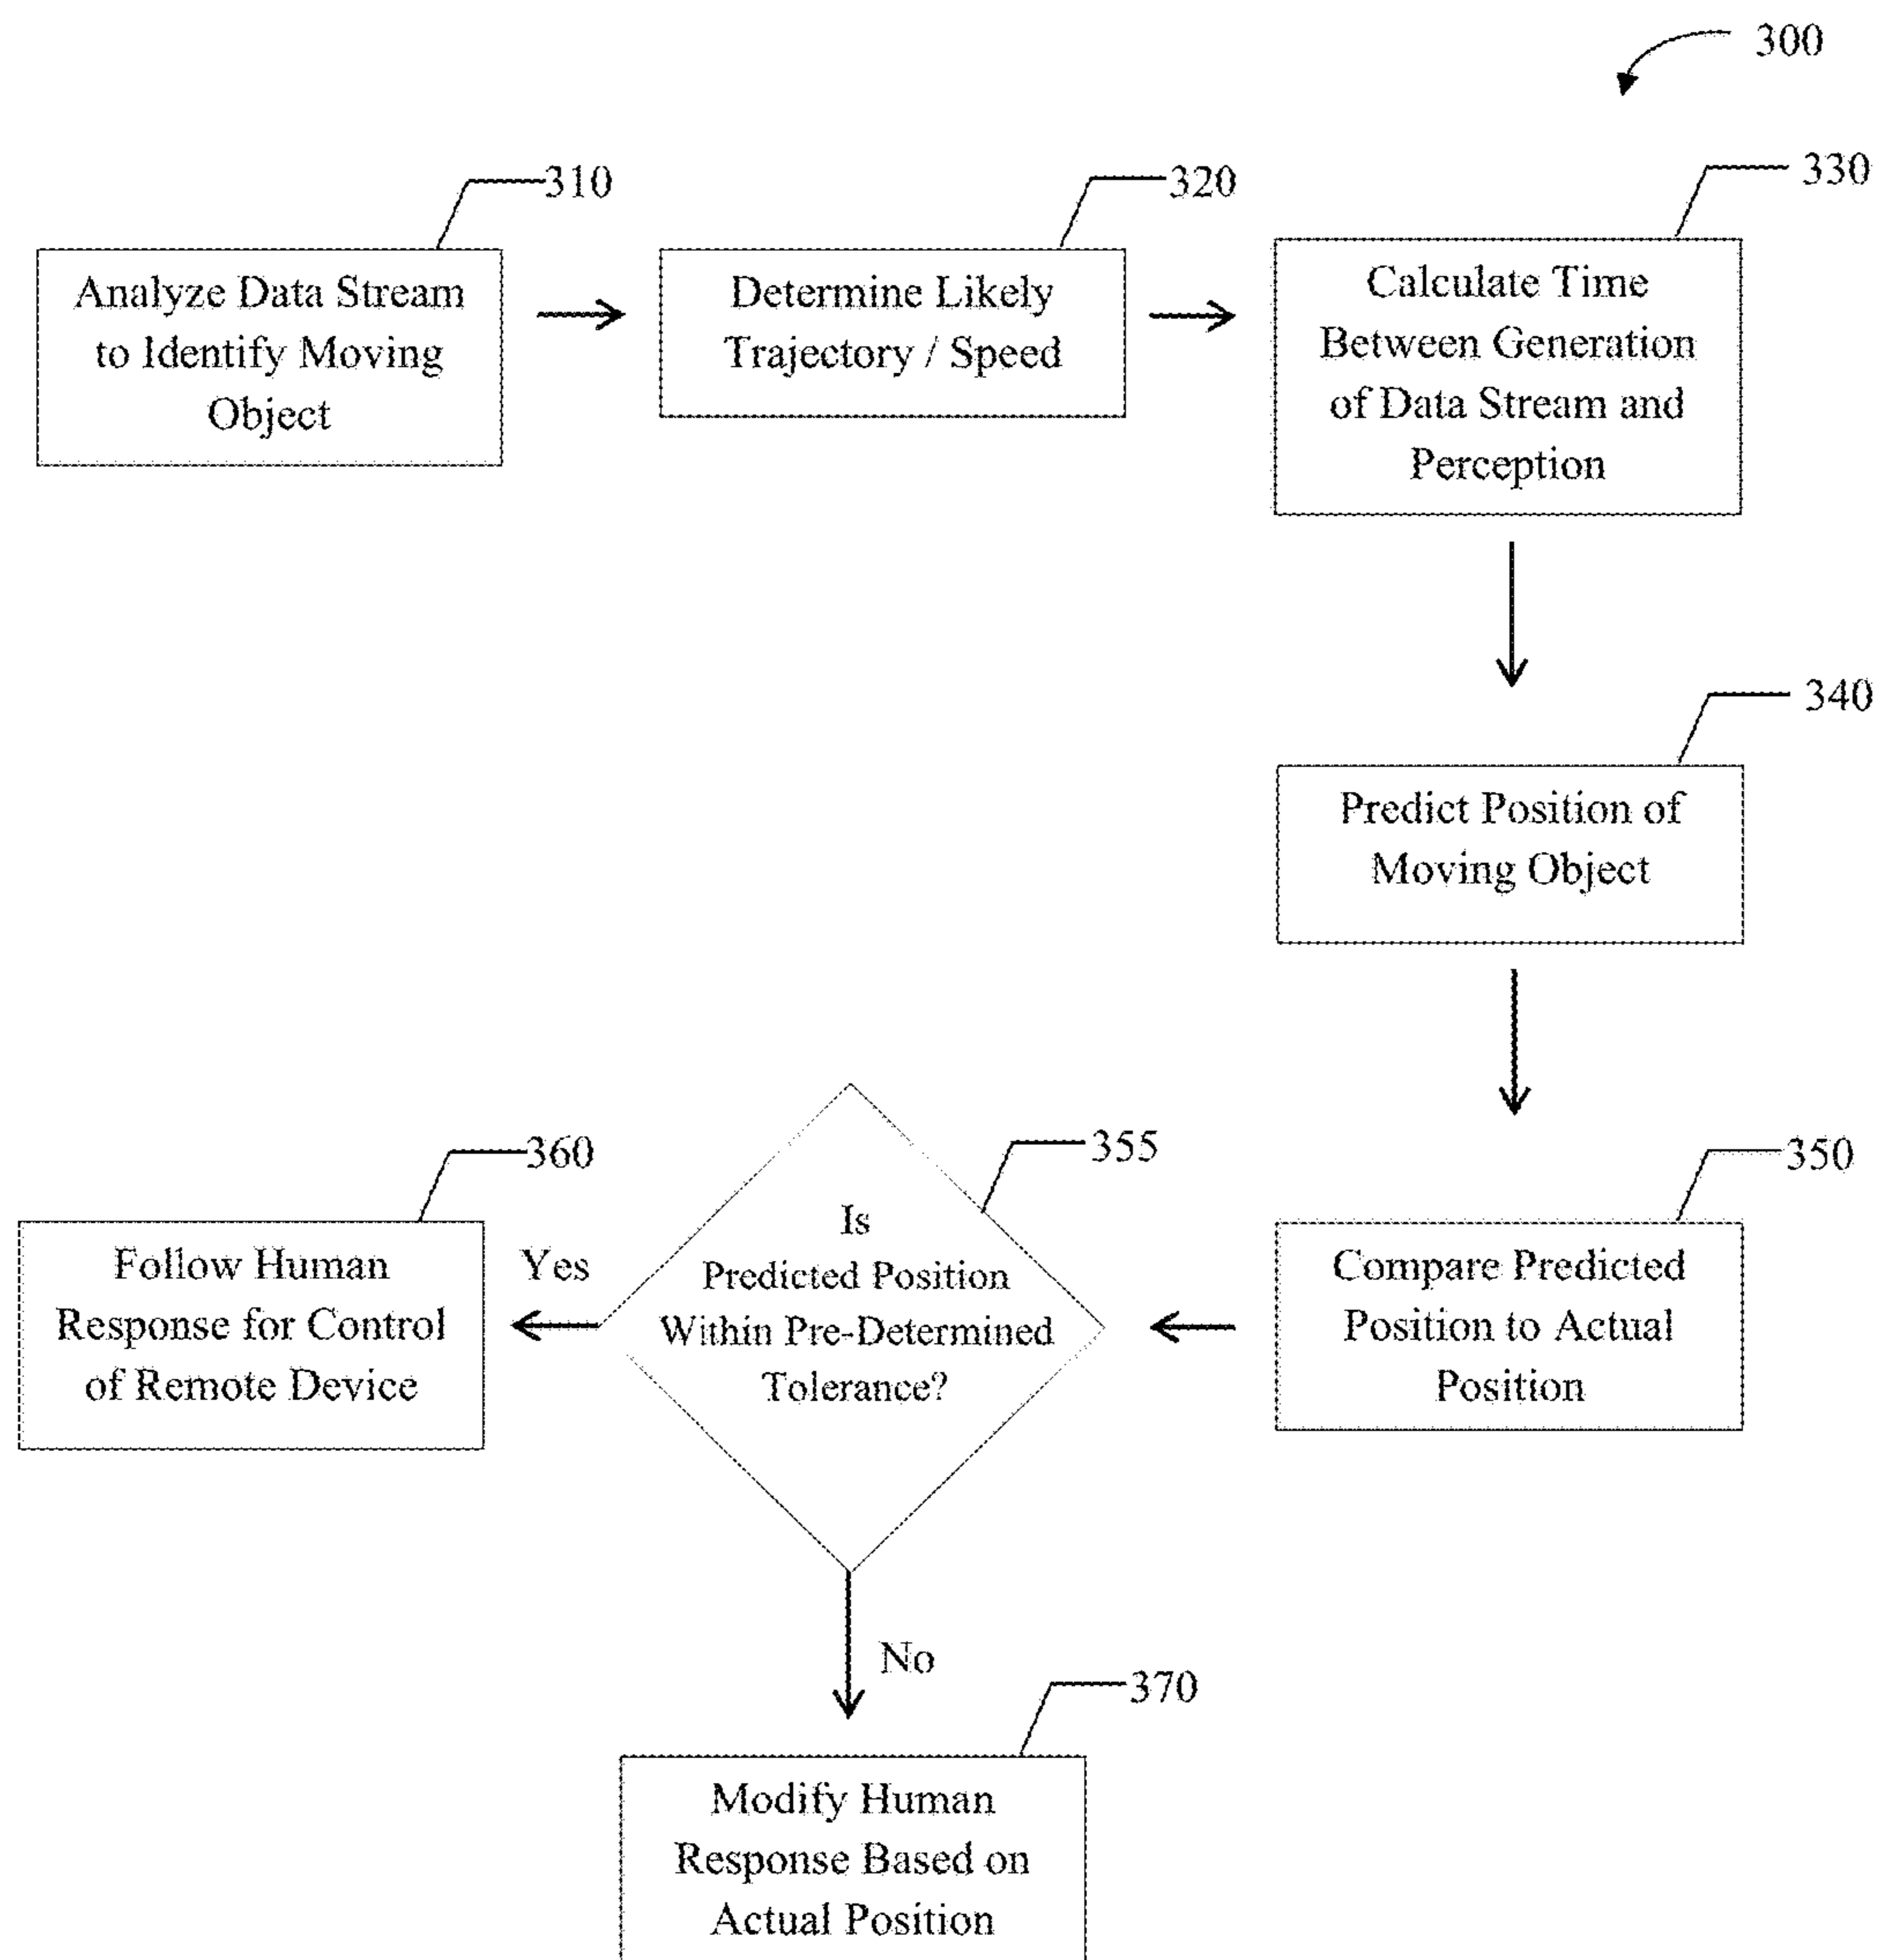 300
310
Analyze Data Stream
to Identify Moving
Object
320
Determine Likely
Trajectory / Speed
330
Calculate Time
Between Generation
of Data Stream and
Perception
340
Predict Position of
Moving Object
350
Compare Predicted
Position to Actual
Position
355
Is
Predicted Position
Within Pre-Determined
Tolerance?
Yes
360
Follow Human
Response for Control
of Remote Device
No
370
Modify Human
Response Based on
Actual Position